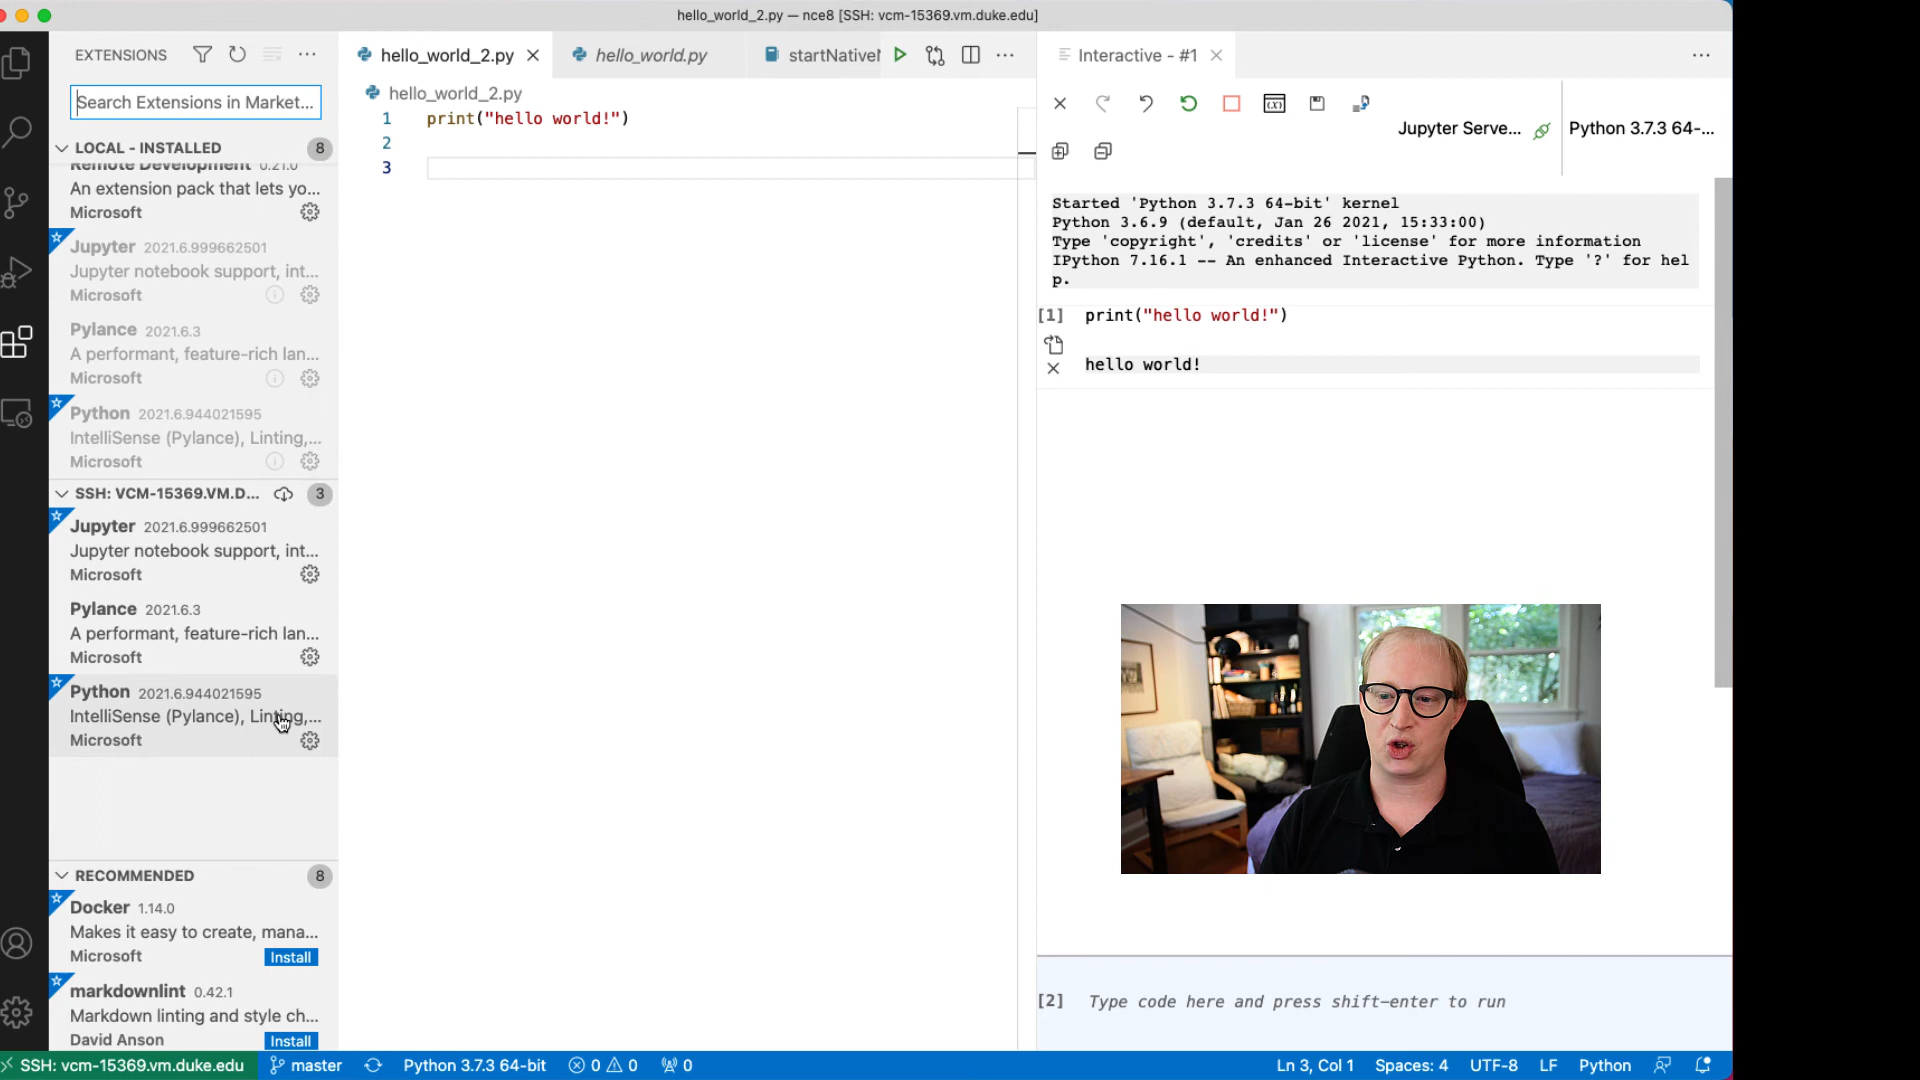 hello_world_2.py — nce8 [SSH: vcm-15369.vm.duke.edu]
EXTENSIONS
Search Extensions in Market...
LOCAL - INSTALLED 8
Remote Development 0.21.0
An extension pack that lets yo...
Microsoft
Jupyter 2021.6.999662501
Jupyter notebook support, int...
Microsoft
Pylance 2021.6.3
A performant, feature-rich lan...
Microsoft
Python 2021.6.944021595
IntelliSense (Pylance), Linting,...
Microsoft
SSH: VCM-15369.VM.D... 3
Jupyter 2021.6.999662501
Jupyter notebook support, int...
Microsoft
Pylance 2021.6.3
A performant, feature-rich lan...
Microsoft
Python 2021.6.944021595
IntelliSense (Pylance), Linting,...
Microsoft
RECOMMENDED 8
Docker 1.14.0
Makes it easy to create, mana...
Microsoft Install
markdownlint 0.42.1
Markdown linting and style ch...
David Anson Install
hello_world_2.py hello_world.py startNative
hello_world_2.py
1 print("hello world!")
2
3
Interactive - #1
Jupyter Serve... Python 3.7.3 64-...
Started 'Python 3.7.3 64-bit' kernel
Python 3.6.9 (default, Jan 26 2021, 15:33:00)
Type 'copyright', 'credits' or 'license' for more information
IPython 7.16.1 -- An enhanced Interactive Python. Type '?' for hel
p.
[1] print("hello world!")
hello world!
[2] Type code here and press shift-enter to run
SSH: vcm-15369.vm.duke.edu master Python 3.7.3 64-bit 0 0 0 Ln 3, Col 1 Spaces: 4 UTF-8 LF Python